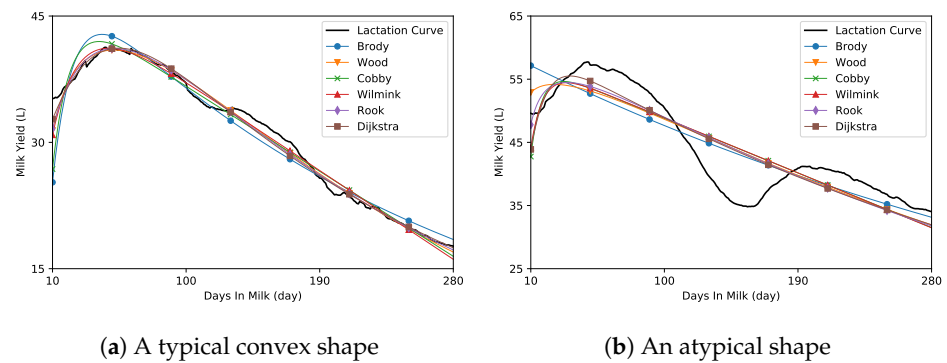 45
30
15
Milk Yield (L)
10
100
190
280
Days In Milk (day)
Lactation Curve
Brody
Wood
Cobby
Wilmink
Rook
Dijkstra
(a) A typical convex shape
65
55
45
35
25
Milk Yield (L)
10
100
190
280
Days In Milk (day)
Lactation Curve
Brody
Wood
Cobby
Wilmink
Rook
Dijkstra
(b) An atypical shape